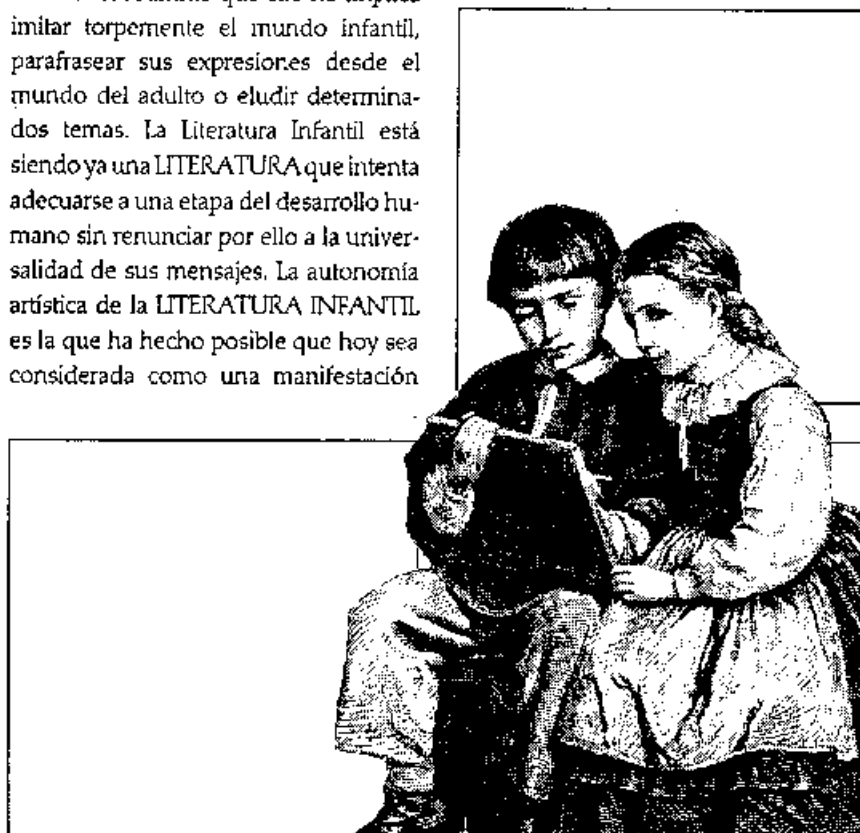 imitar torpemente el mundo infantil,
parafrasear sus expresiones desde el
mundo del adulto o eludir determina-
dos temas. La Literatura Infantil está
siendo ya una LITERATURA que intenta
adecuarse a una etapa del desarrollo hu-
mano sin renunciar por ello a la univer-
salidad de sus mensajes. La autonomía
artística de la LITERATURA INFANTIL
es la que ha hecho posible que hoy sea
considerada como una manifestación